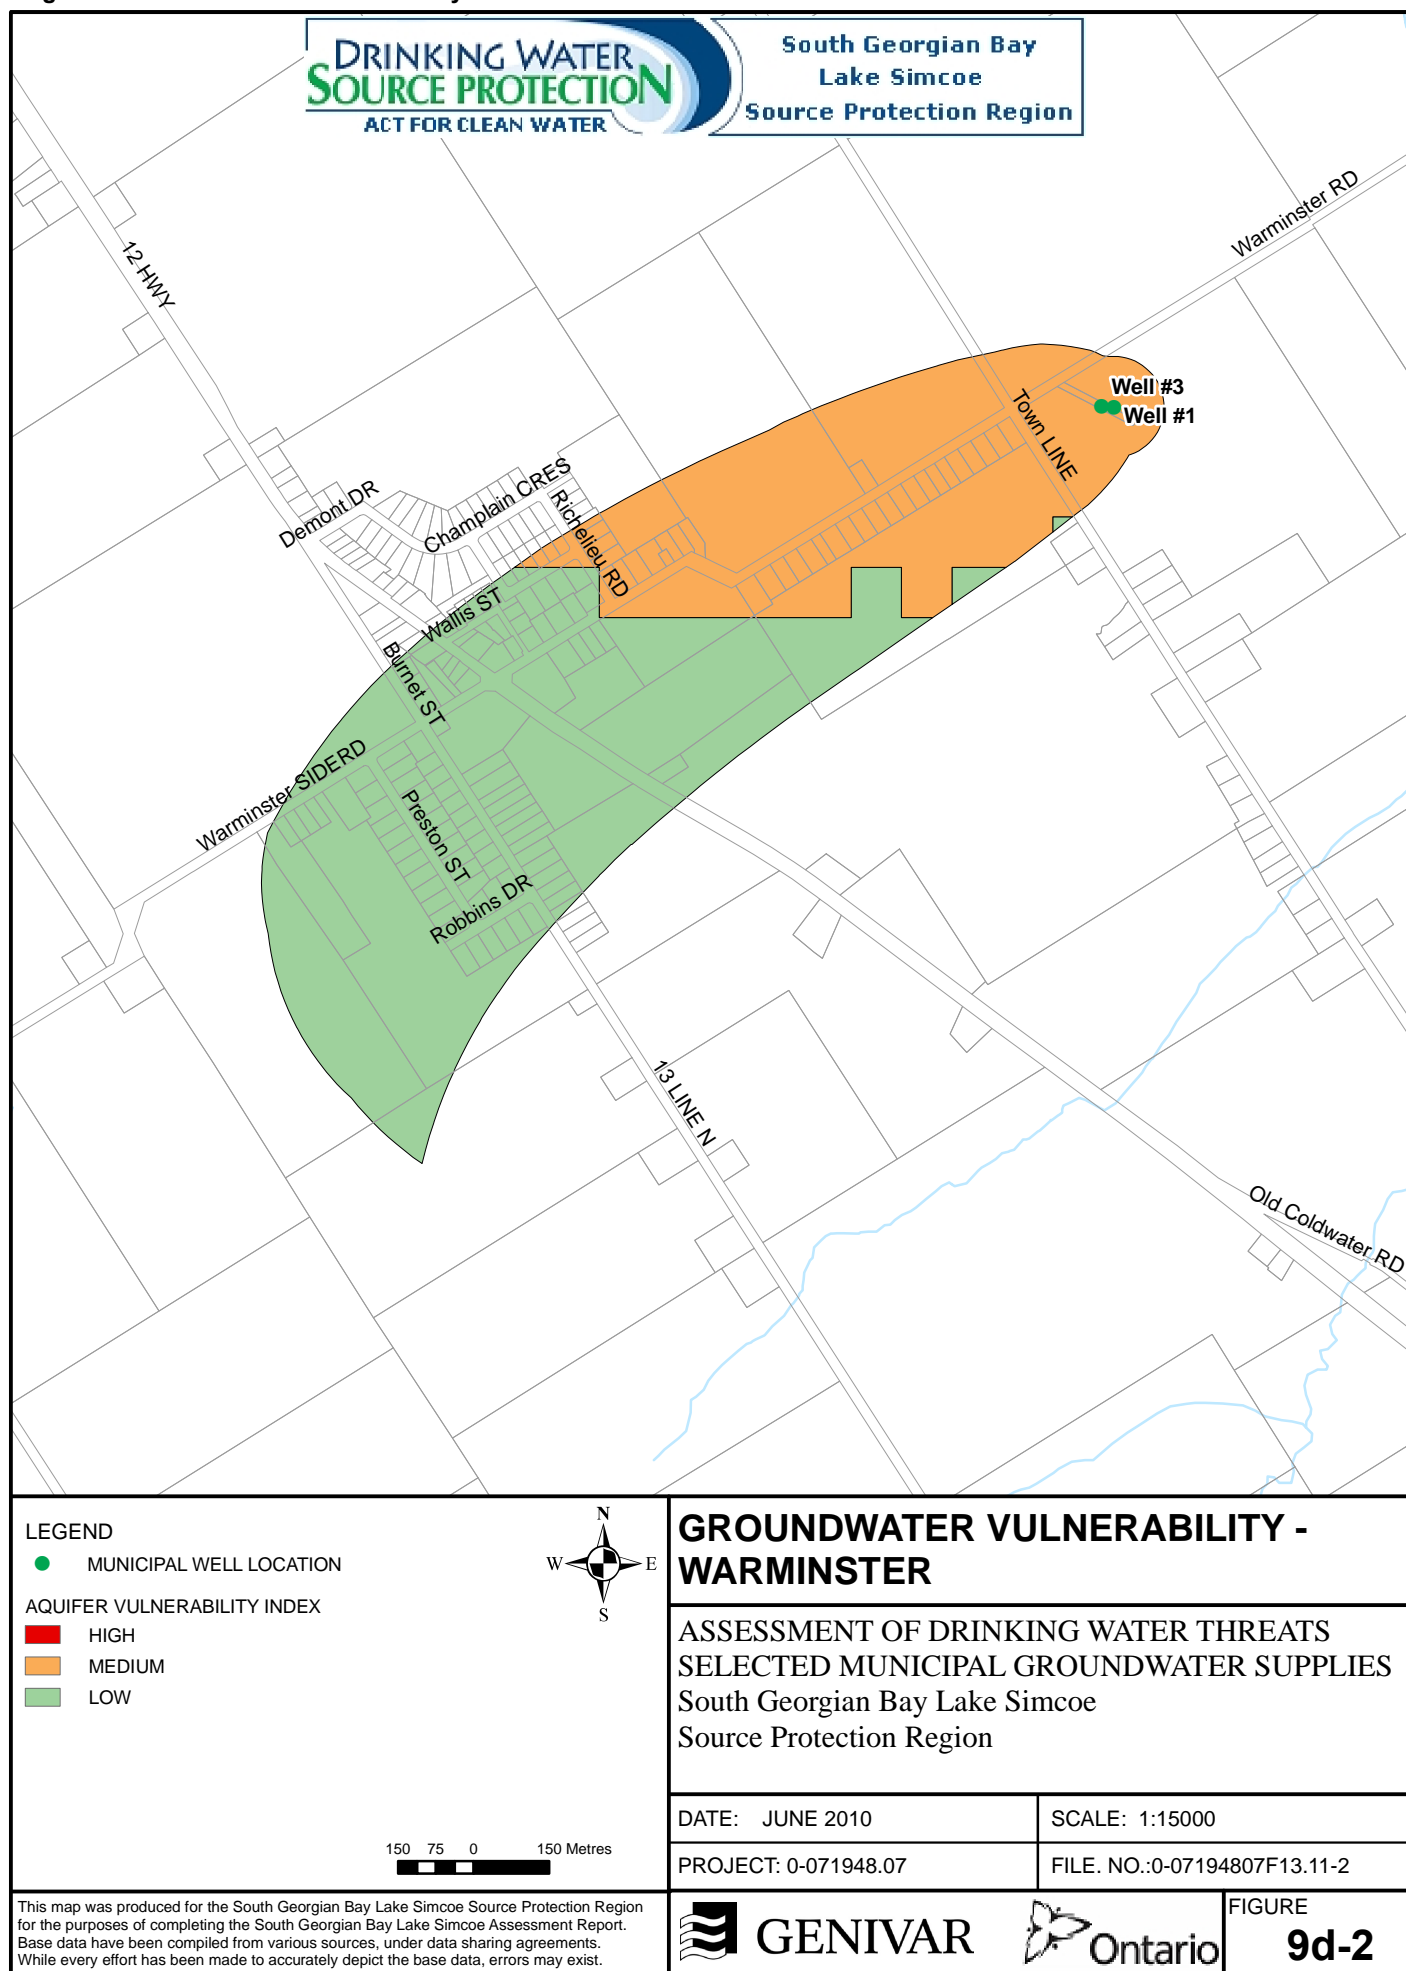 DRINKING WATER
SOURCE PROTECTION
ACT FOR CLEAN WATER
South Georgian Bay
Lake Simcoe
Source Protection Region
Warminster RD
12 HWY
Well #3
Well #1
Town LINE
Champlain CRES
Demont DR
Richelieu RD
Wallis ST
Burnet ST
Warminster SIDERD
Preston ST
Robbins DR
13 LINE N
Old Coldwater RD
LEGEND
MUNICIPAL WELL LOCATION
AQUIFER VULNERABILITY INDEX
HIGH
MEDIUM
LOW
N
W E
S
150 75 0 150 Metres
GROUNDWATER VULNERABILITY -
WARMINSTER
ASSESSMENT OF DRINKING WATER THREATS
SELECTED MUNICIPAL GROUNDWATER SUPPLIES
South Georgian Bay Lake Simcoe
Source Protection Region
DATE: JUNE 2010
SCALE: 1:15000
PROJECT: 0-071948.07
FILE. NO.:0-07194807F13.11-2
This map was produced for the South Georgian Bay Lake Simcoe Source Protection Region
for the purposes of completing the South Georgian Bay Lake Simcoe Assessment Report.
Base data have been compiled from various sources, under data sharing agreements.
While every effort has been made to accurately depict the base data, errors may exist.
GENIVAR
Ontario
FIGURE
9d-2